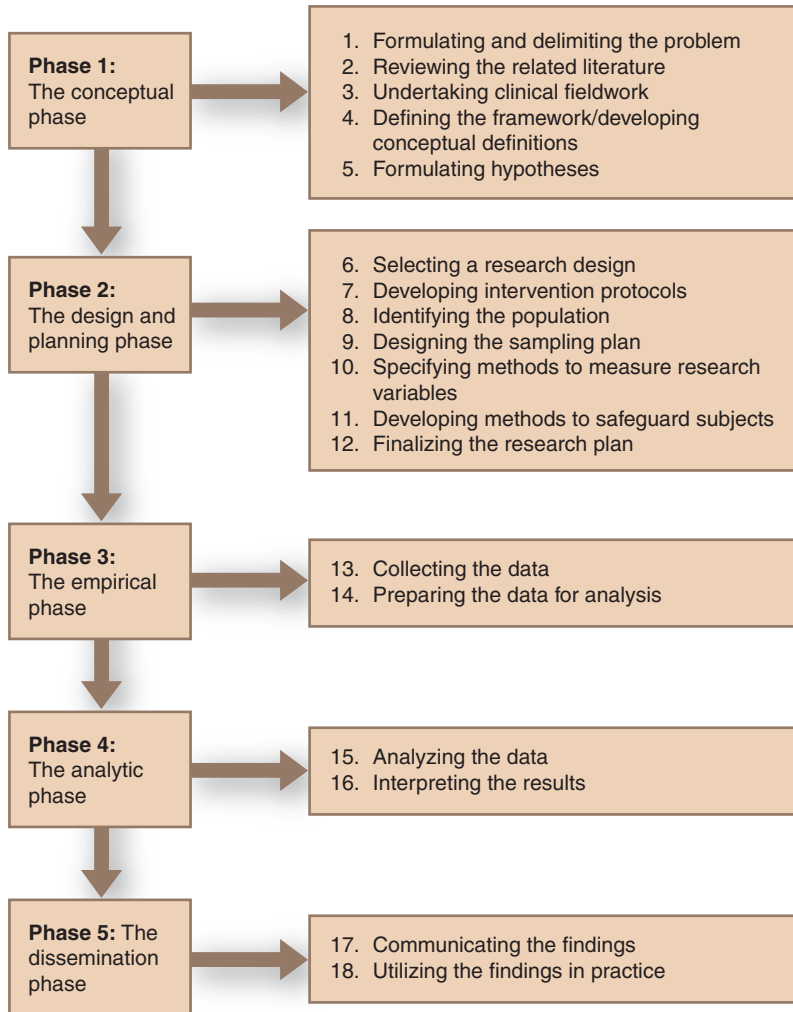 Phase 1:
The conceptual
phase
1. Formulating and delimiting the problem
2. Reviewing the related literature
3. Undertaking clinical fieldwork
4. Defining the framework/developing
conceptual definitions
5. Formulating hypotheses
Phase 2:
The design and
planning phase
6. Selecting a research design
7. Developing intervention protocols
8. Identifying the population
9. Designing the sampling plan
10. Specifying methods to measure research
variables
11. Developing methods to safeguard subjects
12. Finalizing the research plan
Phase 3:
The empirical
phase
13. Collecting the data
14. Preparing the data for analysis
Phase 4:
The analytic
phase
15. Analyzing the data
16. Interpreting the results
Phase 5: The
dissemination
phase
17. Communicating the findings
18. Utilizing the findings in practice